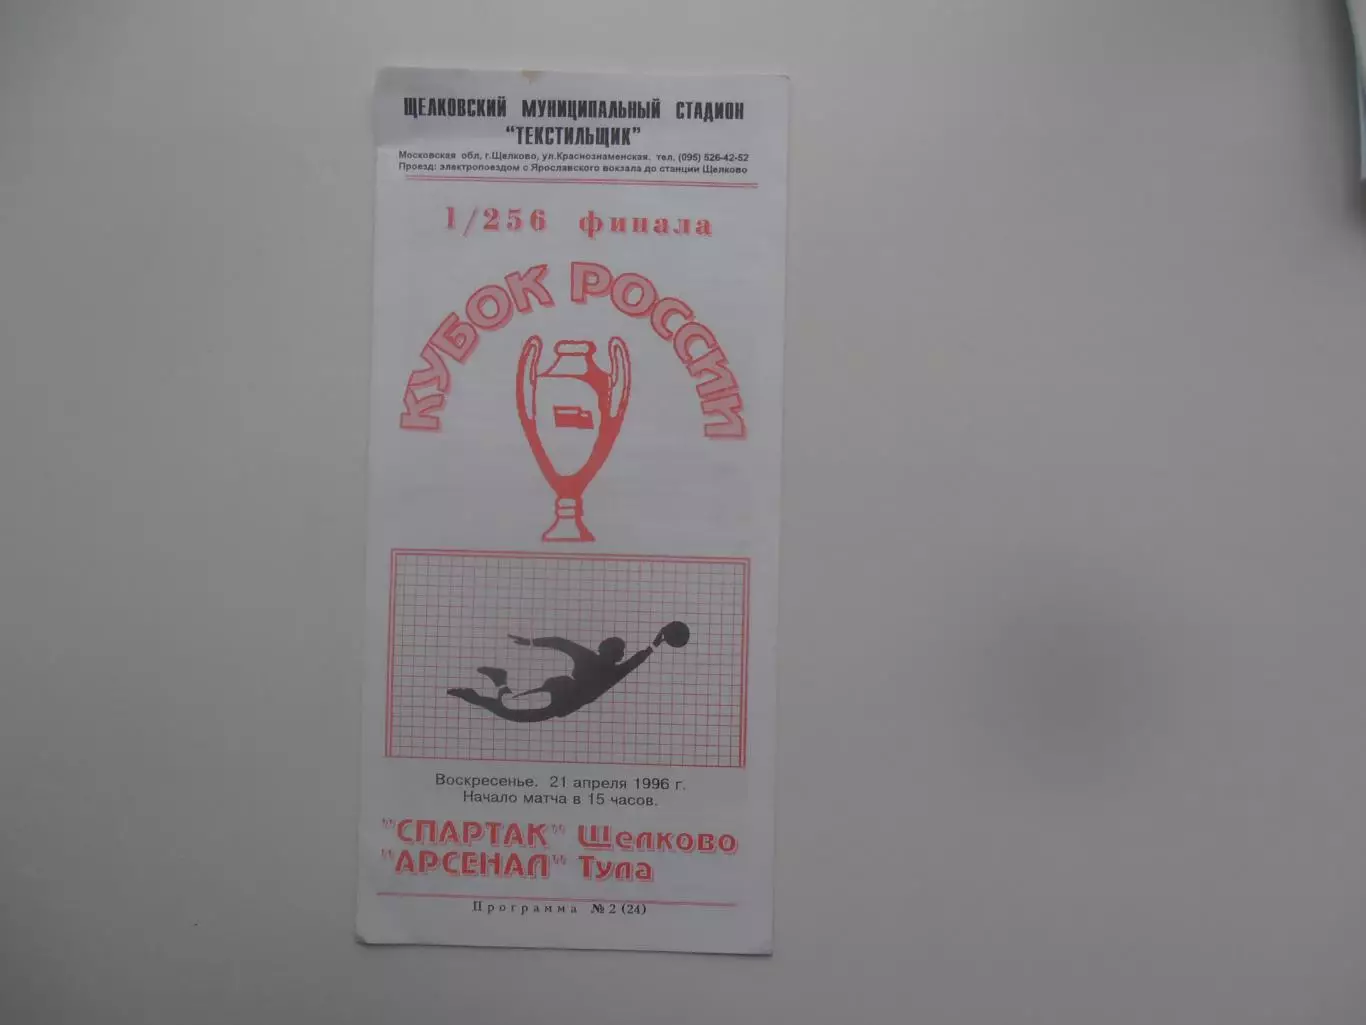 ЩЕЛКОВСКИЙ МУНИЦИПАЛЬНЫЙ СТАДИОН
"ТЕКСТИЛЬЩИК"
Московская обл, г.Щелково, ул.Краснознаменская. тел. (095) 526-42-52
Проезд: электропоездом с Ярославского вокзала до станции Щелково
1/256 финала
КУБОК РОССИИ
Воскресенье. 21 апреля 1996 г.
Начало матча в 15 часов.
"СПАРТАК" Щелково
"АРСЕНАЛ" Тула
Программа №2 (24)